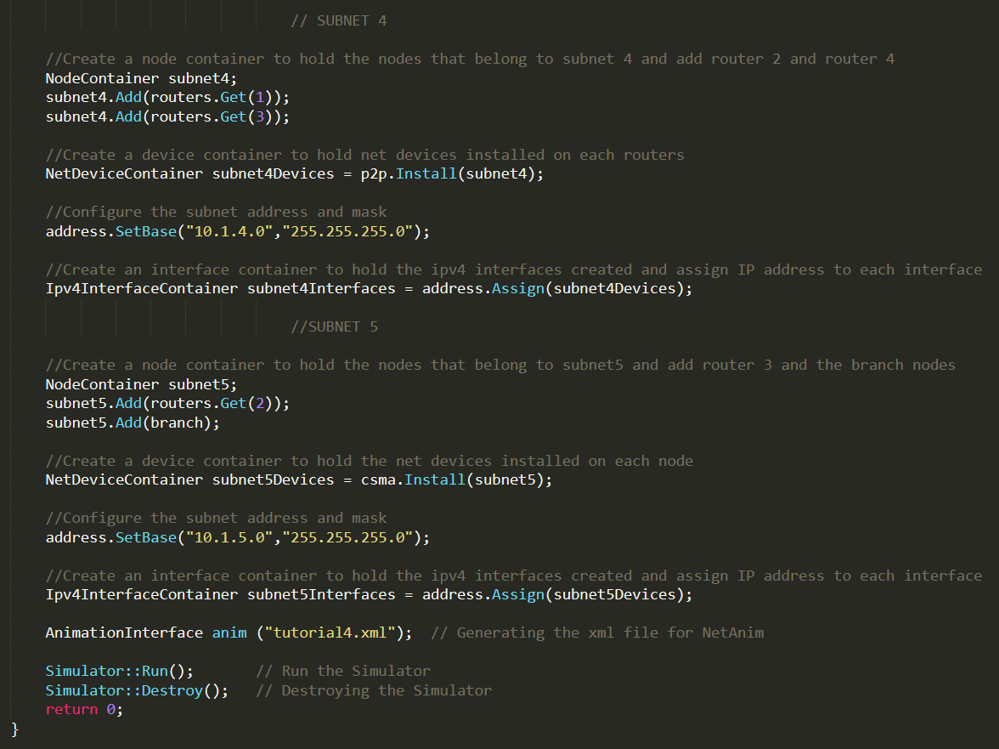 // SUBNET 4
//Create a node container to hold the nodes that belong to subnet 4 and add router 2 and router 4
NodeContainer subnet4;
subnet4.Add(routers.Get(1));
subnet4.Add(routers.Get(3));
//Create a device container to hold net devices installed on each routers
NetDeviceContainer subnet4Devices = p2p.Install(subnet4);
//Configure the subnet address and mask
address.SetBase("10.1.4.0","255.255.255.0");
//Create an interface container to hold the ipv4 interfaces created and assign IP address to each interface
Ipv4InterfaceContainer subnet4Interfaces = address.Assign(subnet4Devices);
//SUBNET 5
//Create a node container to hold the nodes that belong to subnet5 and add router 3 and the branch nodes
NodeContainer subnet5;
subnet5.Add(routers.Get(2));
subnet5.Add(branch);
//Create a device container to hold the net devices installed on each node
NetDeviceContainer subnet5Devices = csma.Install(subnet5);
//Configure the subnet address and mask
address.SetBase("10.1.5.0","255.255.255.0");
//Create an interface container to hold the ipv4 interfaces created and assign IP address to each interface
Ipv4InterfaceContainer subnet5Interfaces = address.Assign(subnet5Devices);
AnimationInterface anim ("tutorial4.xml");  // Generating the xml file for NetAnim
Simulator::Run();       // Run the Simulator
Simulator::Destroy();   // Destroying the Simulator
return 0;
}